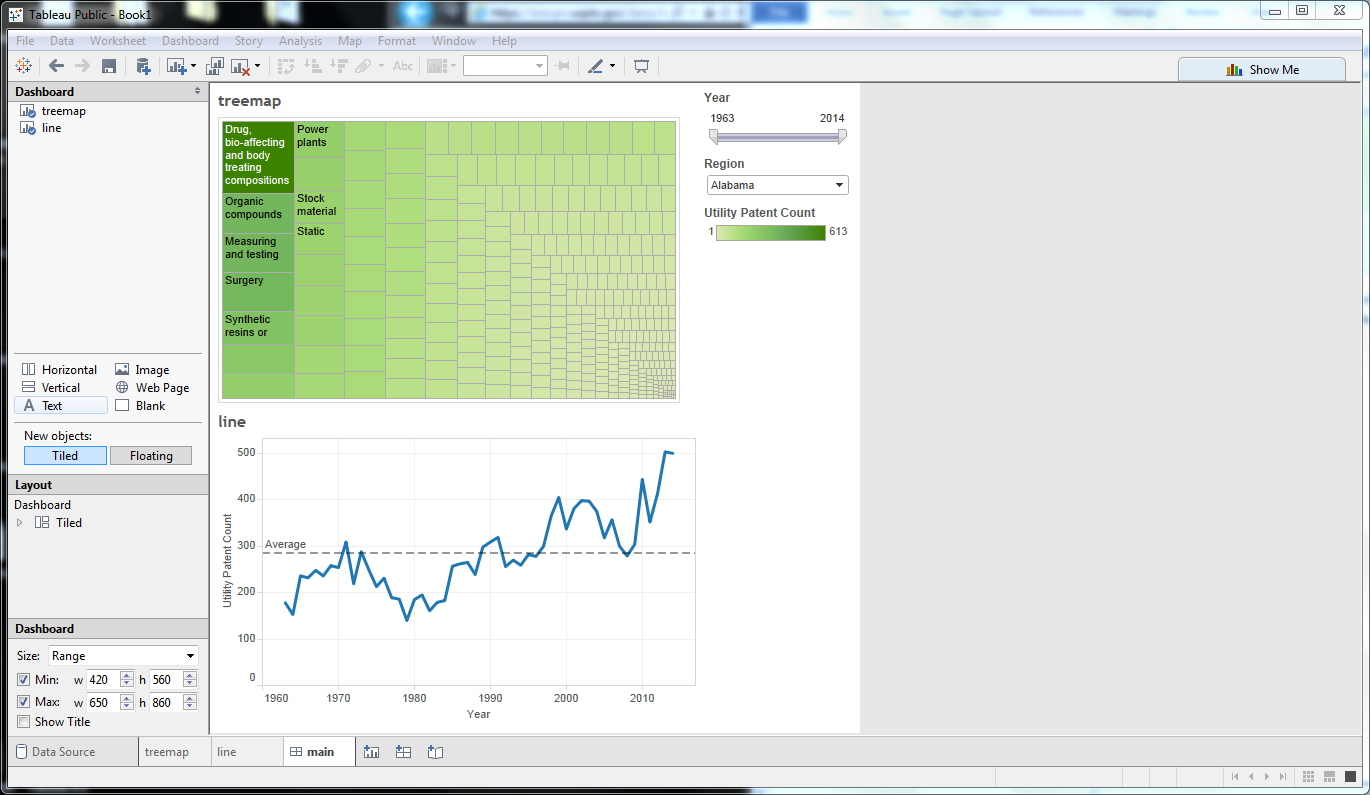 Tableau Public - Book1
File Data Worksheet Dashboard Story Analysis Map Format Window Help
Abc
Show Me
Dashboard
treemap
line
Horizontal Image
Vertical Web Page
A Text Blank
New objects:
Tiled Floating
Layout
Dashboard
Tiled
Dashboard
Size: Range
Min: w 420 h 560
Max: w 650 h 860
Show Title
treemap
Drug,
bio-affecting
and body
treating
compositions
Organic
compounds
Measuring
and testing
Surgery
Synthetic
resins or
Power
plants
Stock
material
Static
Year
1963 2014
Region
Alabama
Utility Patent Count
1 613
line
Utility Patent Count
500
400
300
200
100
0
Average
1960 1970 1980 1990 2000 2010
Year
Data Source treemap line main